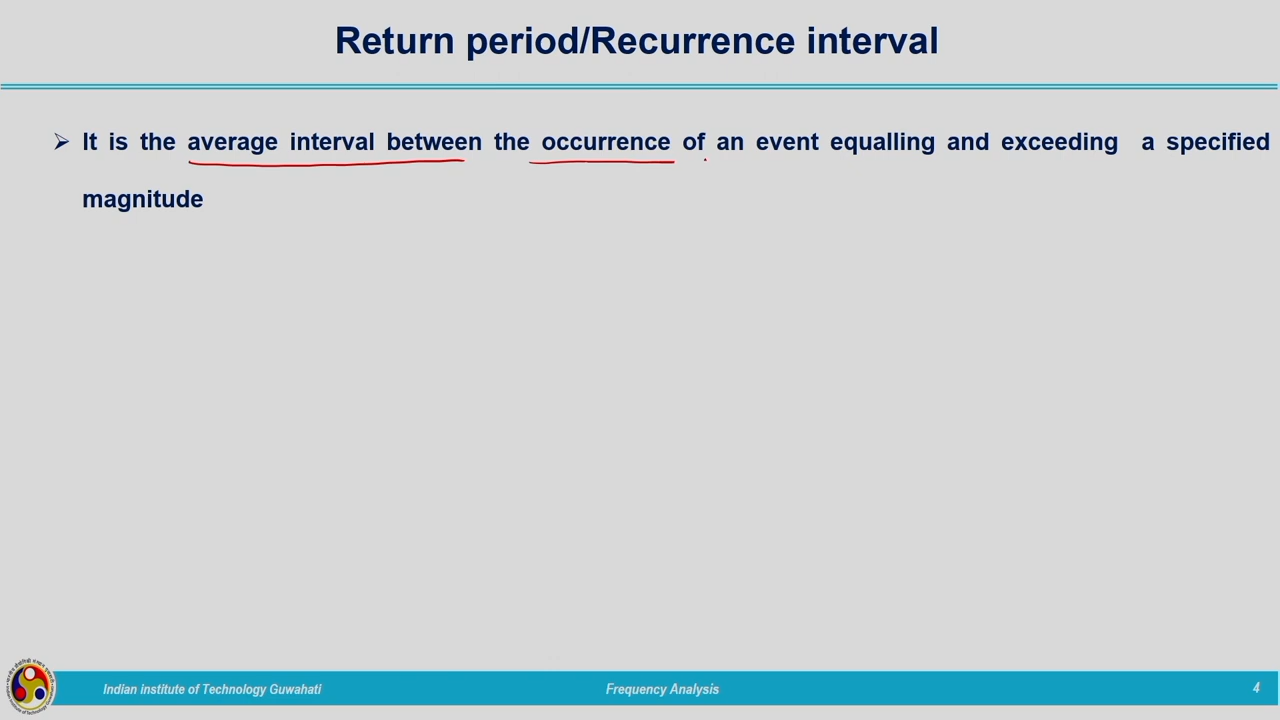 Return period/Recurrence interval
➢ It is the average interval between the occurrence of an event equalling and exceeding a specified
magnitude
Indian institute of Technology Guwahati
Frequency Analysis
4